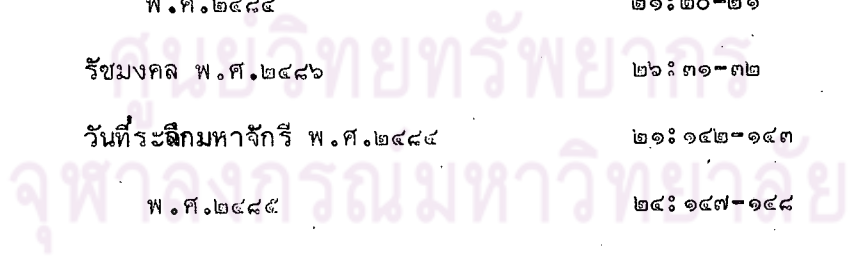 พ.ศ.๒๔๘๔ ๒๑:๒๐-๒๑
รัชมงคล พ.ศ.๒๔๘๖ ๒๖:๓๑-๓๒
วันที่ระลึกมหาจักรี พ.ศ.๒๔๘๔ ๒๑:๑๔๒-๑๔๓
พ.ศ.๒๔๘๕ ๒๔:๑๔๗-๑๔๘
ศูนย์วิทยทรัพยากร
จุฬาลงกรณ์มหาวิทยาลัย